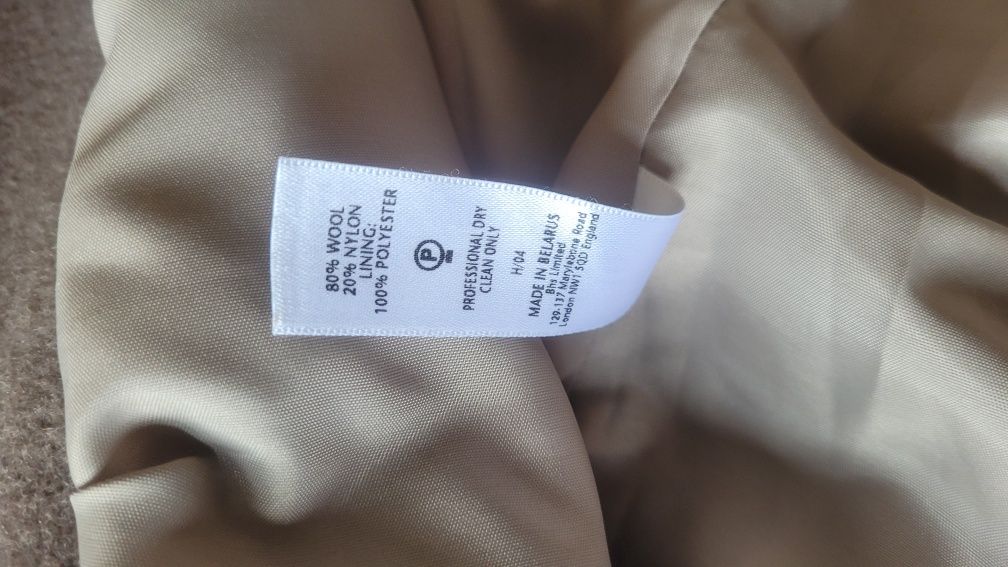 80% WOOL
20% NYLON
LINING:
100% POLYESTER
P
PROFESSIONAL DRY
CLEAN ONLY
H/04
MADE IN BELARUS
Bhs Limited
129-137 Marylebone Road
London NW1 5QD England